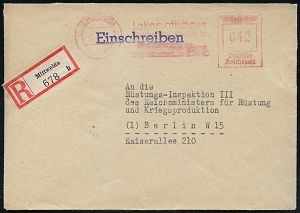 Lokomotivbau
042
Deutsche
Reichspost
Einschreiben
R
Mittweida
678 b
An die
Rüstungs-Inspektion III
des Reichsministers für Rüstung
und Kriegsproduktion
(1) Berlin W 15
Kaiserallee 210